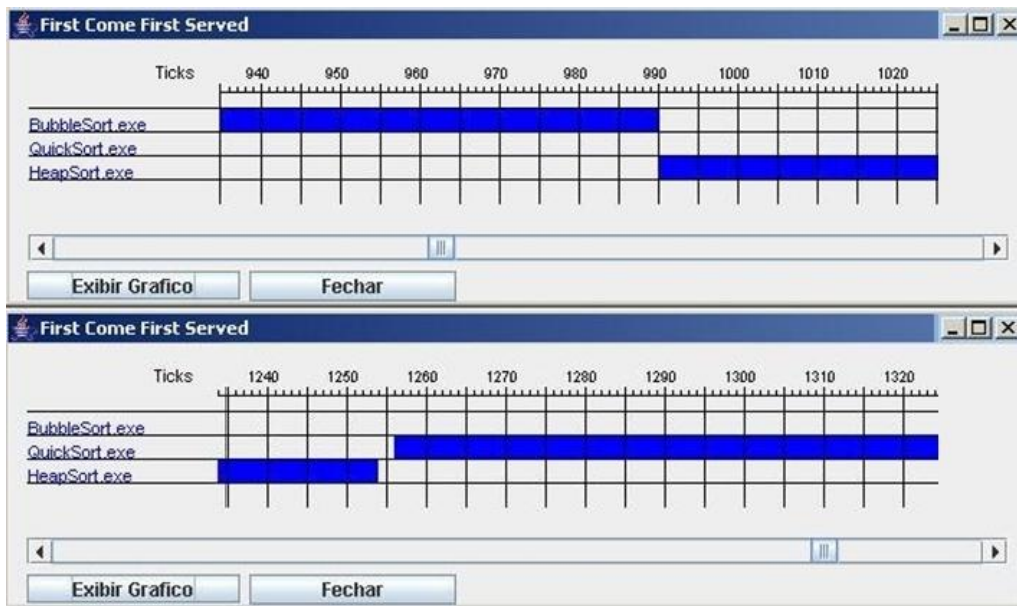 First Come First Served
Ticks 940 950 960 970 980 990 1000 1010 1020
BubbleSort.exe
QuickSort.exe
HeapSort.exe
Exibir Grafico Fechar
First Come First Served
Ticks 1240 1250 1260 1270 1280 1290 1300 1310 1320
BubbleSort.exe
QuickSort.exe
HeapSort.exe
Exibir Grafico Fechar